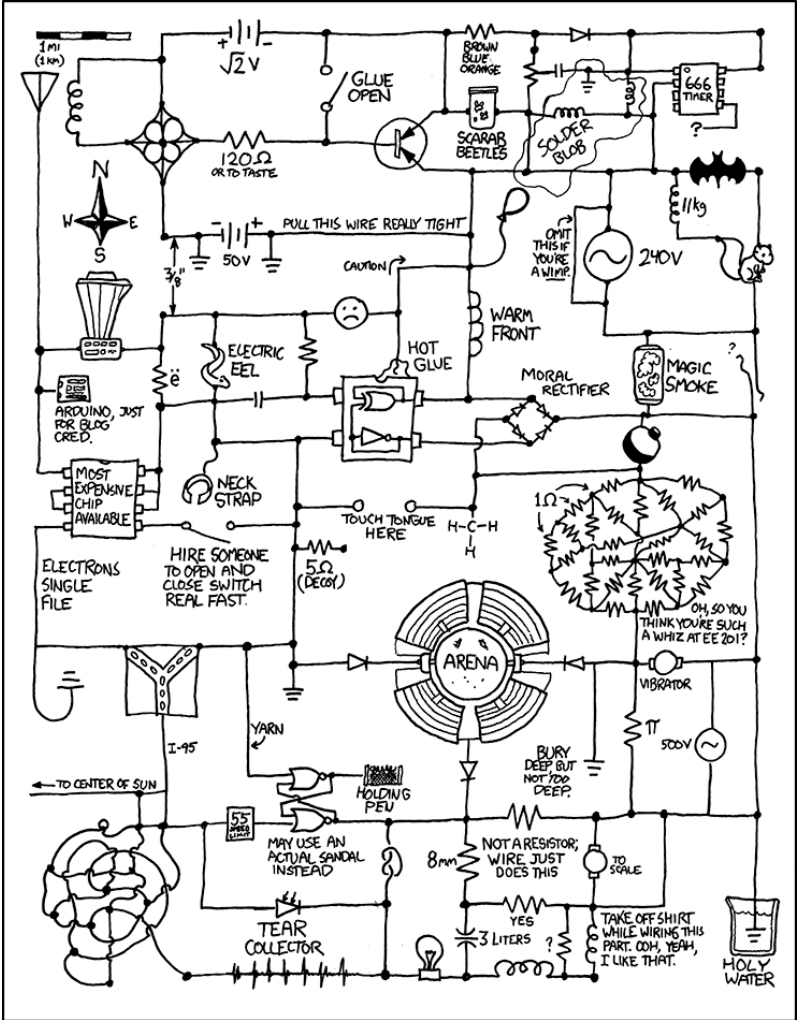 1MI
(1KM)
+ -
√2V
GLUE
OPEN
BROWN
BLUE
ORANGE
666
TIMER
?
SCARAB
BEETLES
SOLDER
BLOB
120Ω
OR TO TASTE
N
W E
S
- +
50V
PULL THIS WIRE REALLY TIGHT
CAUTION
3/8"
OMIT
THIS IF
YOU'RE
A WIMP.
240V
11kg
ELECTRIC
EEL
HOT
GLUE
WARM
FRONT
MORAL
RECTIFIER
MAGIC
SMOKE
?
ë
ARDUINO, JUST
FOR BLOG
CRED.
MOST
EXPENSIVE
CHIP
AVAILABLE
NECK
STRAP
TOUCH TONGUE
HERE
H-C-H
H
1Ω
HIRE SOMEONE
TO OPEN AND
CLOSE SWITCH
REAL FAST.
5Ω
(DECOY)
ELECTRONS
SINGLE
FILE
OH, SO YOU
THINK YOU'RE SUCH
A WHIZ AT EE 201?
ARENA
VIBRATOR
YARN
I-95
π
500V
BURY
DEEP, BUT
NOT TOO
DEEP.
TO CENTER OF SUN
HOLDING
PEN
55
SPEED
LIMIT
MAY USE AN
ACTUAL SANDAL
INSTEAD
8mm
NOT A RESISTOR;
WIRE JUST
DOES THIS
TO
SCALE
TEAR
COLLECTOR
YES
3 LITERS
?
TAKE OFF SHIRT
WHILE WIRING THIS
PART. OOH, YEAH,
I LIKE THAT.
HOLY
WATER